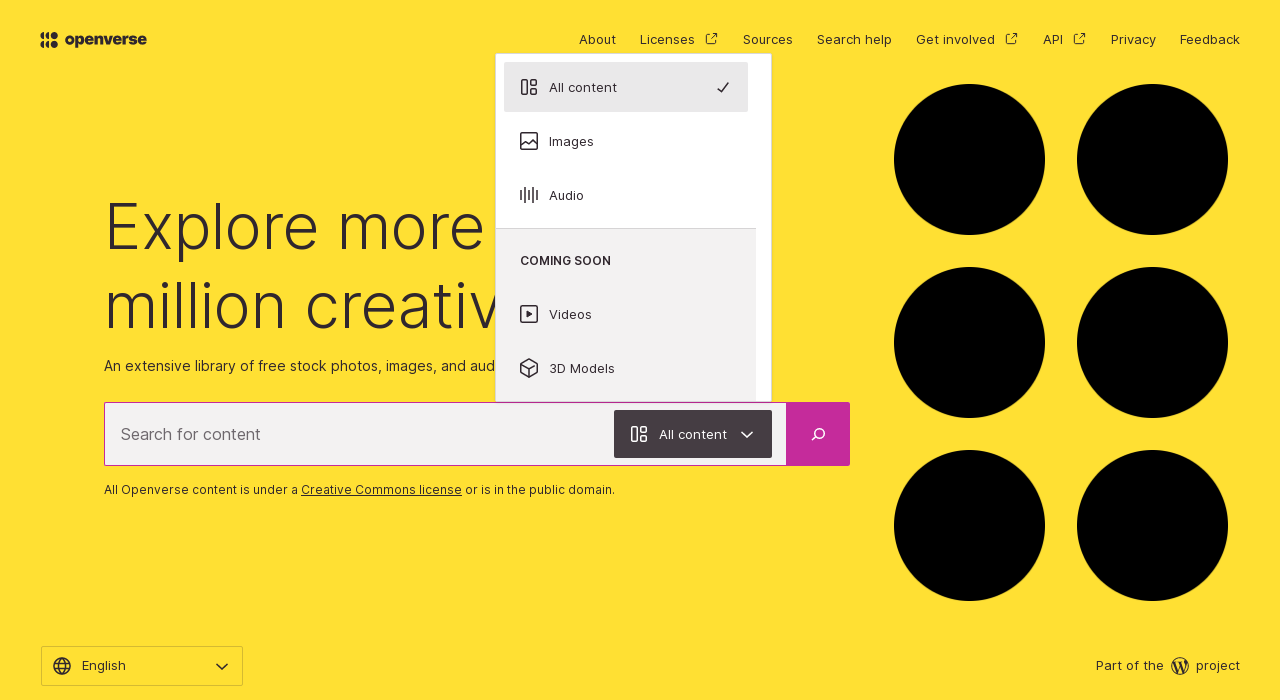 openverse
About Licenses Sources Search help Get involved API Privacy Feedback
All content
Images
Audio
Explore more
million creativ
COMING SOON
Videos
3D Models
An extensive library of free stock photos, images, and aud
Search for content
All content
All Openverse content is under a Creative Commons license or is in the public domain.
English
Part of the project